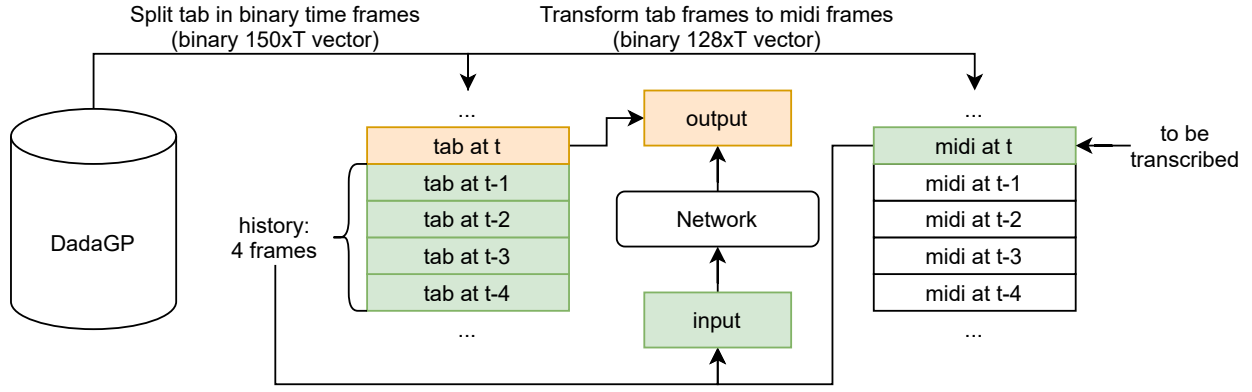 Split tab in binary time frames
(binary 150xT vector)
Transform tab frames to midi frames
(binary 128xT vector)
DadaGP
...
tab at t
tab at t-1
tab at t-2
tab at t-3
tab at t-4
...
history:
4 frames
output
Network
input
...
midi at t
midi at t-1
midi at t-2
midi at t-3
midi at t-4
...
to be
transcribed